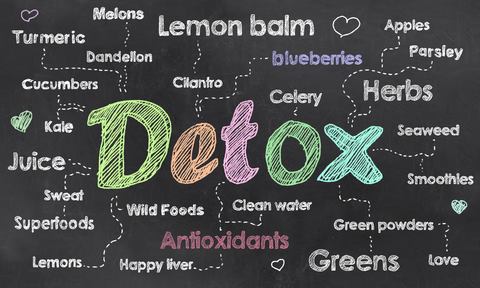 Melons
Lemon balm
Apples
Turmeric
Dandelion
blueberries
Parsley
Cucumbers
Cilantro
Celery
Herbs
Kale
Detox
Seaweed
Juice
Smoothies
Sweat
Wild Foods
Clean water
Superfoods
Green powders
Antioxidants
Lemons
Happy liver
Greens
Love